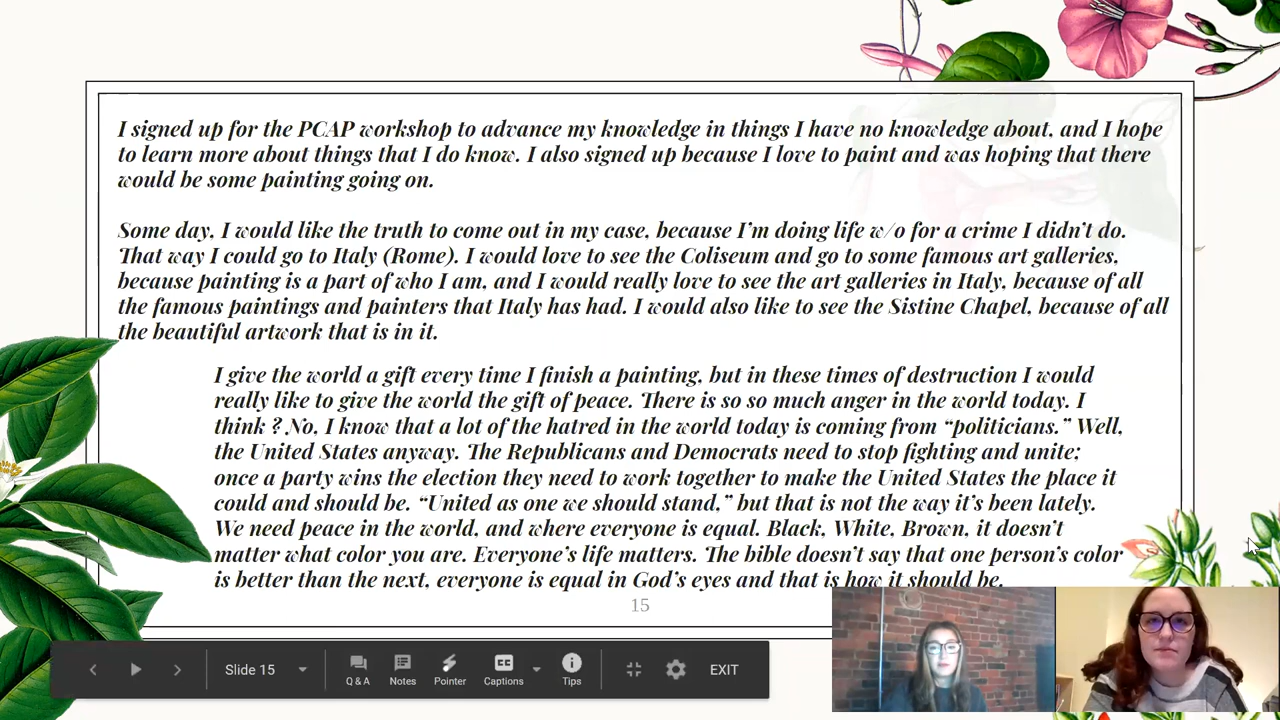 I signed up for the PCAP workshop to advance my knowledge in things I have no knowledge about, and I hope
to learn more about things that I do know. I also signed up because I love to paint and was hoping that there
would be some painting going on.
Some day, I would like the truth to come out in my case, because I'm doing life w/o for a crime I didn't do.
That way I could go to Italy (Rome). I would love to see the Coliseum and go to some famous art galleries,
because painting is a part of who I am, and I would really love to see the art galleries in Italy, because of all
the famous paintings and painters that Italy has had. I would also like to see the Sistine Chapel, because of all
the beautiful artwork that is in it.
I give the world a gift every time I finish a painting, but in these times of destruction I would
really like to give the world the gift of peace. There is so so much anger in the world today. I
think ? No, I know that a lot of the hatred in the world today is coming from “politicians.” Well,
the United States anyway. The Republicans and Democrats need to stop fighting and unite;
once a party wins the election they need to work together to make the United States the place it
could and should be. “United as one we should stand,” but that is not the way it's been lately.
We need peace in the world, and where everyone is equal. Black, White, Brown, it doesn't
matter what color you are. Everyone's life matters. The bible doesn't say that one person's color
is better than the next, everyone is equal in God's eyes and that is how it should be.
15
Slide 15
Q & A
Notes
Pointer
CC
Captions
Tips
EXIT